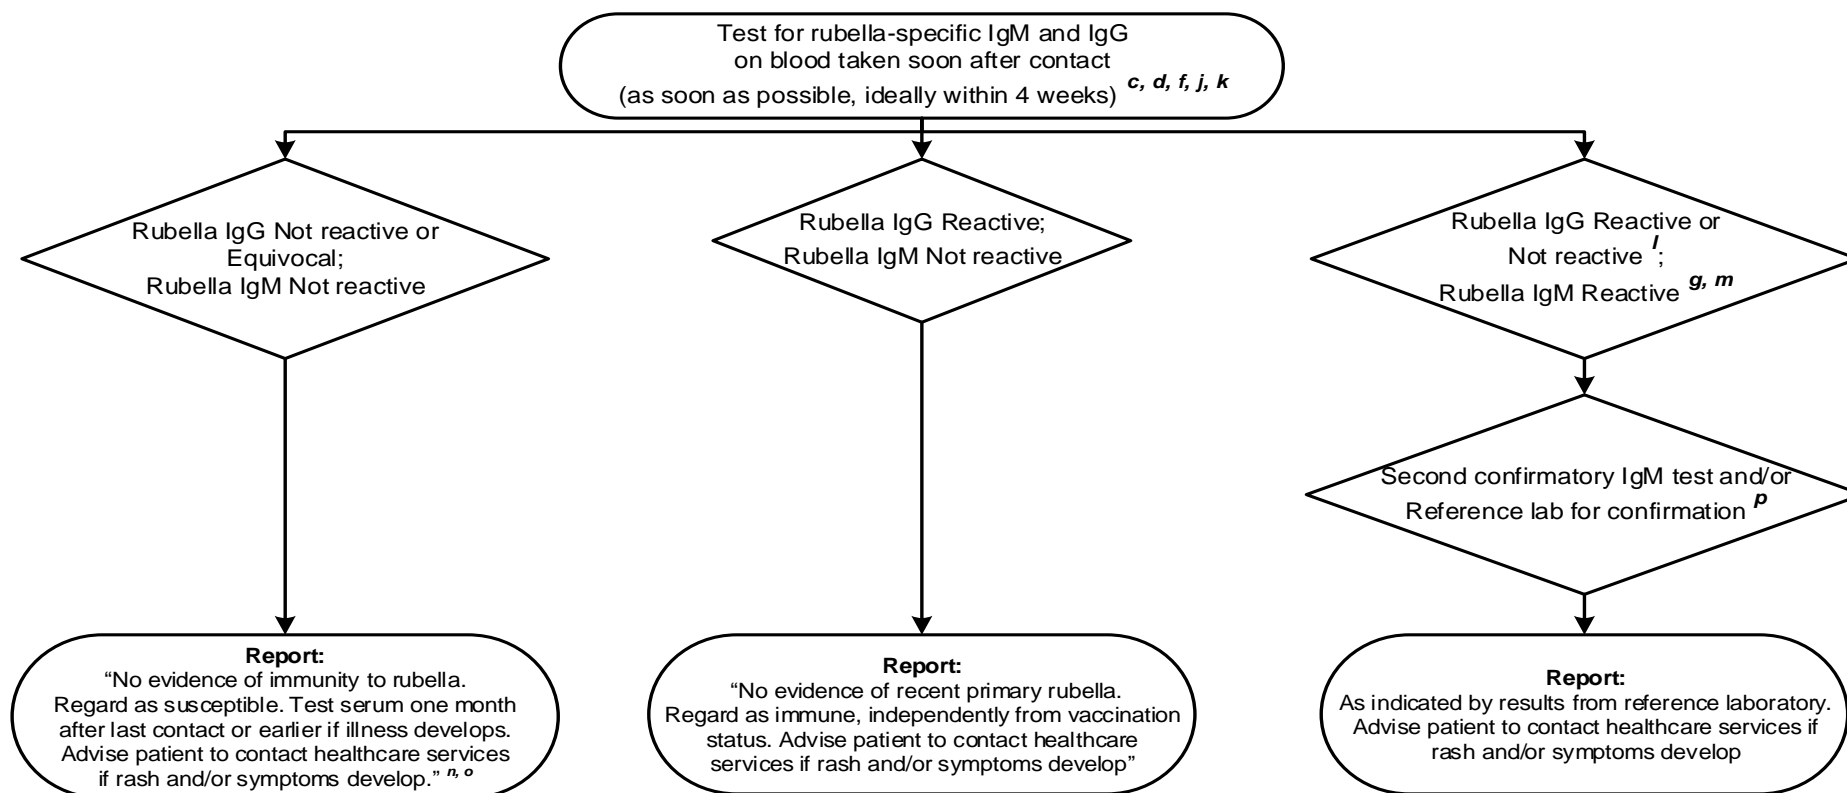 Test for rubella-specific IgM and IgG
on blood taken soon after contact
(as soon as possible, ideally within 4 weeks) c, d, f, j, k
Rubella IgG Not reactive or
Equivocal;
Rubella IgM Not reactive
Rubella IgG Reactive;
Rubella IgM Not reactive
Rubella IgG Reactive or
Not reactive l;
Rubella IgM Reactive g, m
Second confirmatory IgM test and/or
Reference lab for confirmation p
Report:
“No evidence of immunity to rubella.
Regard as susceptible. Test serum one month
after last contact or earlier if illness develops.
Advise patient to contact healthcare services
if rash and/or symptoms develop.” n, o
Report:
“No evidence of recent primary rubella.
Regard as immune, independently from vaccination
status. Advise patient to contact healthcare
services if rash and/or symptoms develop”
Report:
As indicated by results from reference laboratory.
Advise patient to contact healthcare services if
rash and/or symptoms develop